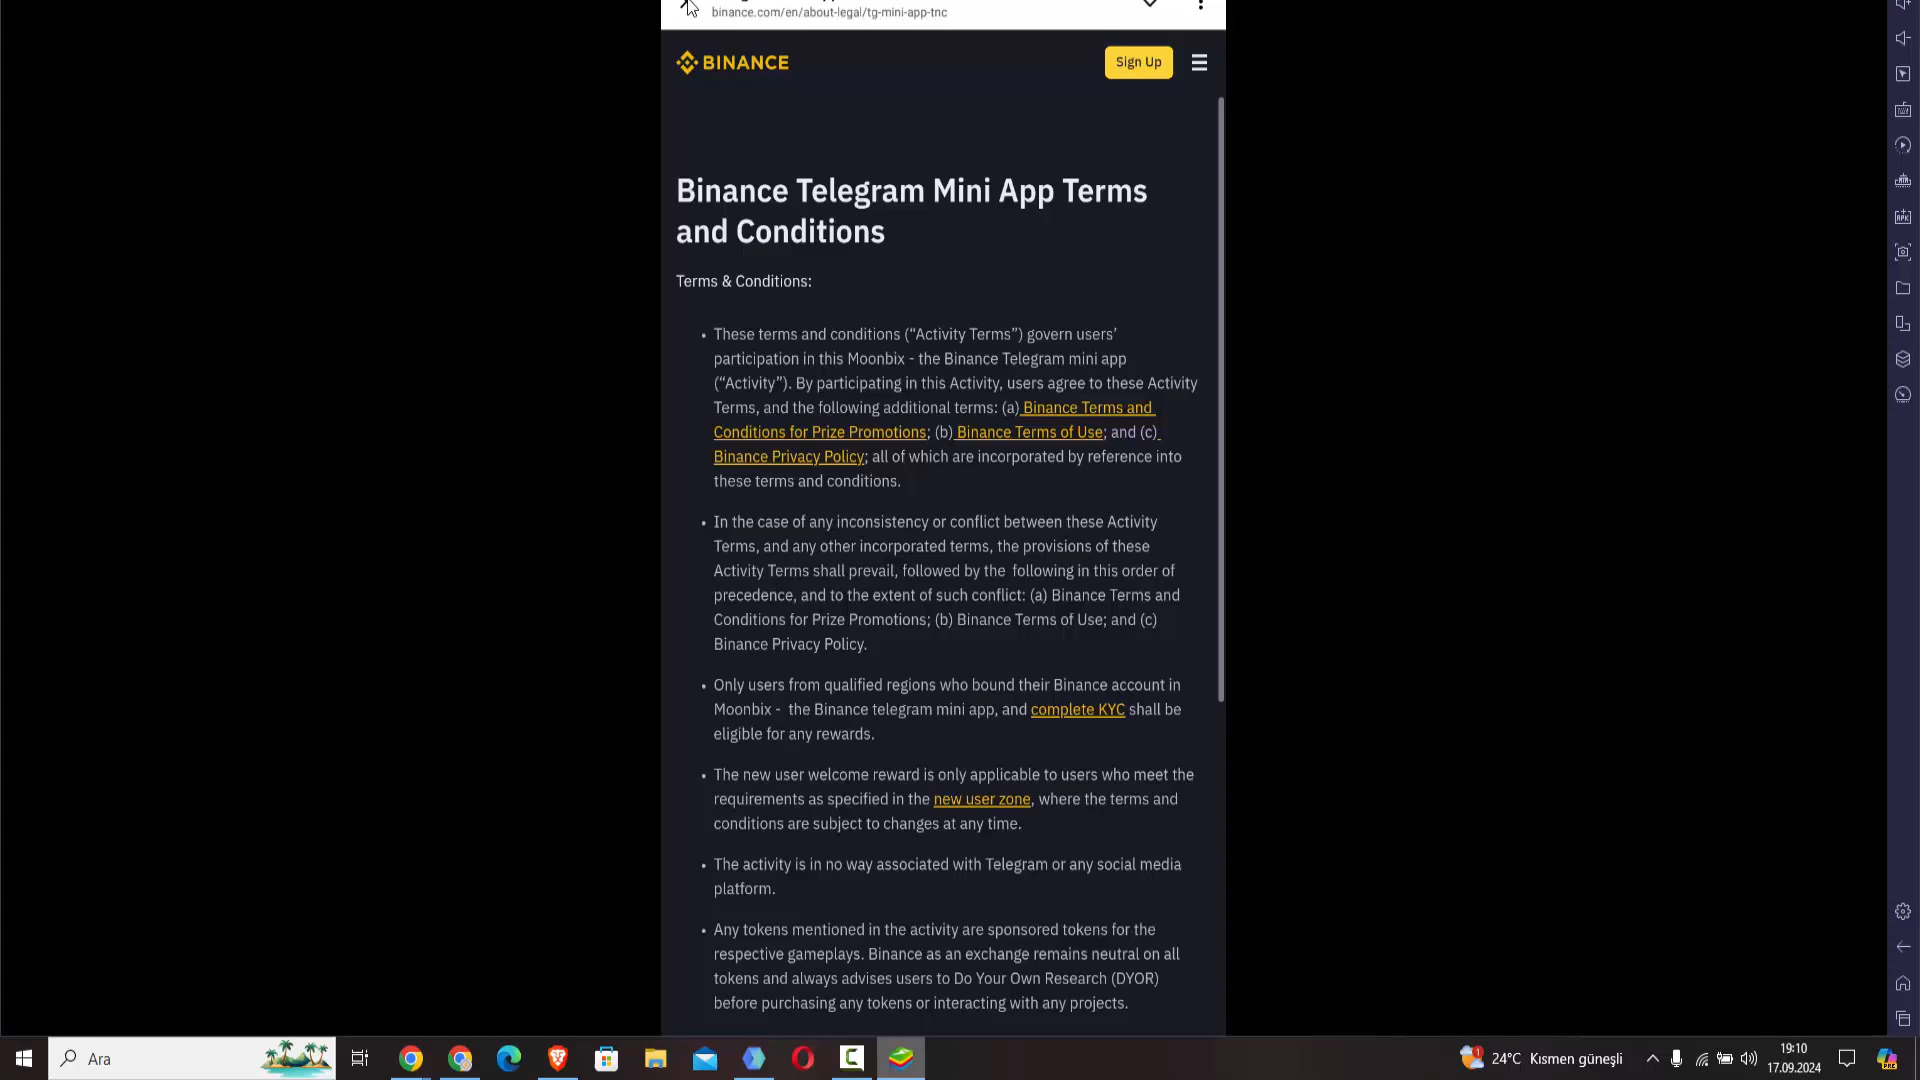 binance.com/en/about-legal/tg-mini-app-tnc
BINANCE
Sign Up
Binance Telegram Mini App Terms
and Conditions
Terms & Conditions:
• These terms and conditions (“Activity Terms”) govern users’
participation in this Moonbix - the Binance Telegram mini app
(“Activity”). By participating in this Activity, users agree to these Activity
Terms, and the following additional terms: (a) Binance Terms and
Conditions for Prize Promotions; (b) Binance Terms of Use; and (c)
Binance Privacy Policy; all of which are incorporated by reference into
these terms and conditions.
• In the case of any inconsistency or conflict between these Activity
Terms, and any other incorporated terms, the provisions of these
Activity Terms shall prevail, followed by the following in this order of
precedence, and to the extent of such conflict: (a) Binance Terms and
Conditions for Prize Promotions; (b) Binance Terms of Use; and (c)
Binance Privacy Policy.
• Only users from qualified regions who bound their Binance account in
Moonbix - the Binance telegram mini app, and complete KYC shall be
eligible for any rewards.
• The new user welcome reward is only applicable to users who meet the
requirements as specified in the new user zone, where the terms and
conditions are subject to changes at any time.
• The activity is in no way associated with Telegram or any social media
platform.
• Any tokens mentioned in the activity are sponsored tokens for the
respective gameplays. Binance as an exchange remains neutral on all
tokens and always advises users to Do Your Own Research (DYOR)
before purchasing any tokens or interacting with any projects.
Ara
24°C Kısmen güneşli
19:10
17.09.2024